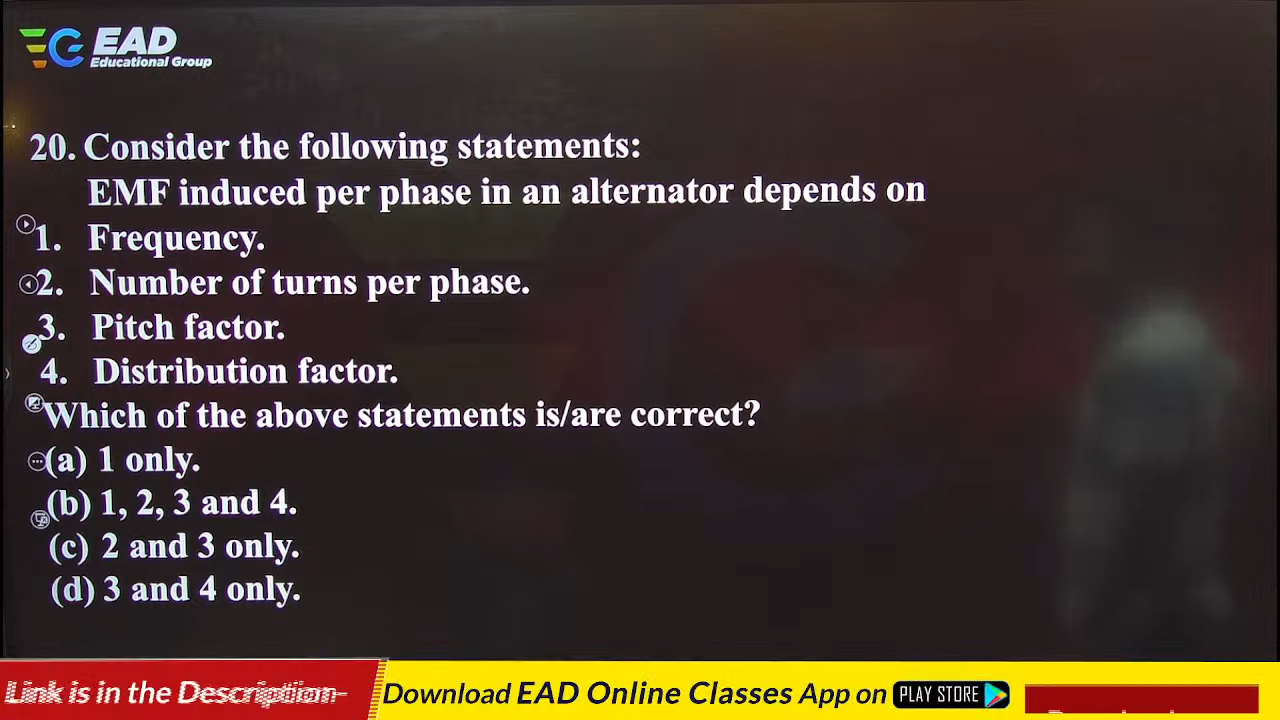 EAD
Educational Group
20. Consider the following statements:
EMF induced per phase in an alternator depends on
1. Frequency.
2. Number of turns per phase.
3. Pitch factor.
4. Distribution factor.
Which of the above statements is/are correct?
(a) 1 only.
(b) 1, 2, 3 and 4.
(c) 2 and 3 only.
(d) 3 and 4 only.
Link is in the Description
Download EAD Online Classes App on PLAY STORE